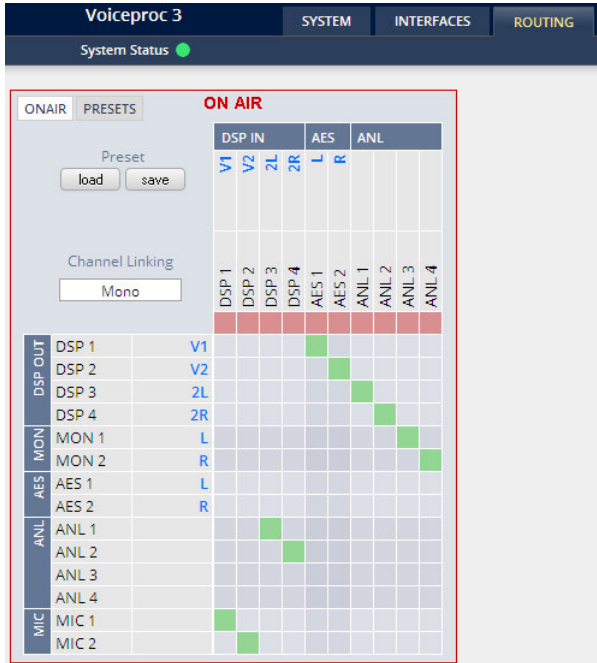 Voiceproc 3 SYSTEM INTERFACES ROUTING
System Status
ONAIR PRESETS ON AIR
DSP IN AES ANL
Preset
load save
V1 V2 2L 2R L R
Channel Linking
Mono
DSP 1 DSP 2 DSP 3 DSP 4 AES 1 AES 2 ANL 1 ANL 2 ANL 3 ANL 4
DSP OUT
DSP 1 V1
DSP 2 V2
DSP 3 2L
DSP 4 2R
MON
MON 1 L
MON 2 R
AES
AES 1 L
AES 2 R
ANL
ANL 1
ANL 2
ANL 3
ANL 4
MIC
MIC 1
MIC 2